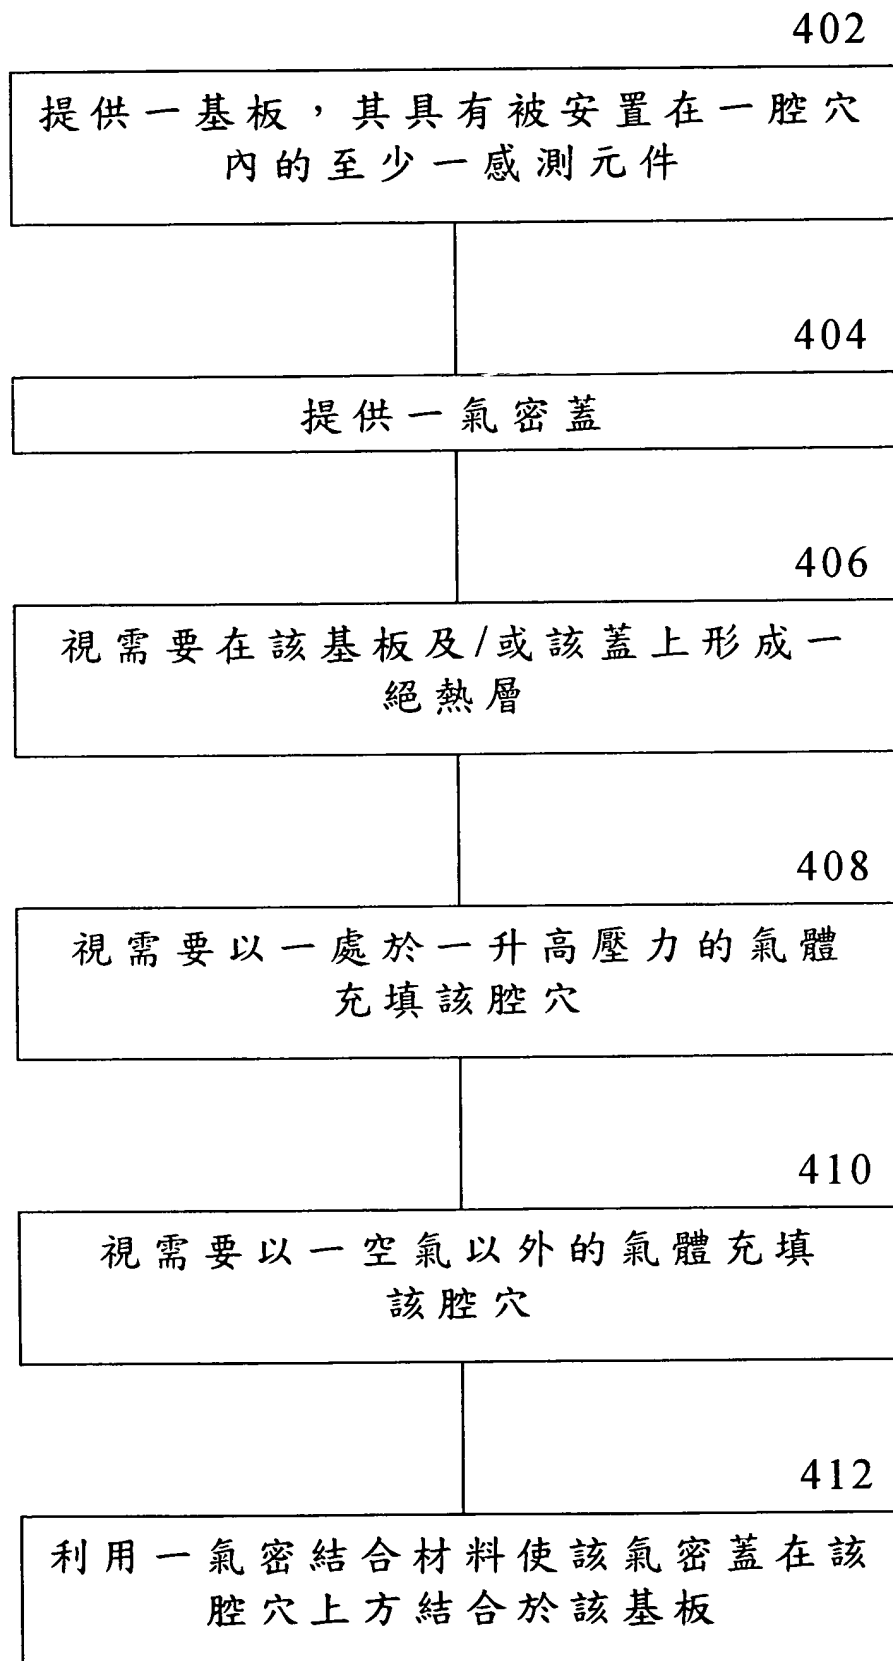 402
提供一基板，其具有被安置在一腔穴
內的至少一感測元件
404
提供一氣密蓋
406
視需要在該基板及/或該蓋上形成一
絕熱層
408
視需要以一處於一升高壓力的氣體
充填該腔穴
410
視需要以一空氣以外的氣體充填
該腔穴
412
利用一氣密結合材料使該氣密蓋在該
腔穴上方結合於該基板